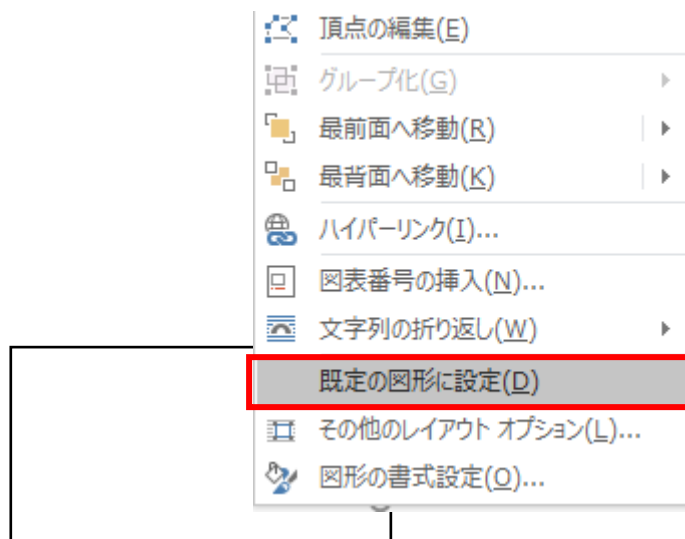 頂点の編集(E)
グループ化(G)
最前面へ移動(R)
最背面へ移動(K)
ハイパーリンク(I)...
図表番号の挿入(N)...
文字列の折り返し(W)
既定の図形に設定(D)
その他のレイアウト オプション(L)...
図形の書式設定(O)...